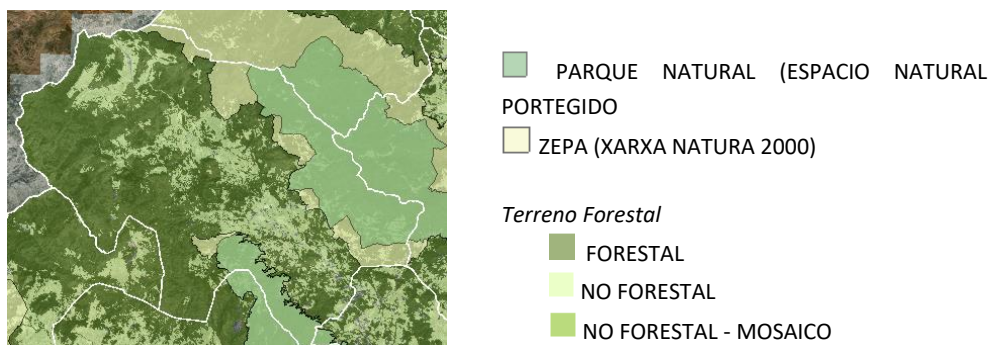 PARQUE NATURAL (ESPACIO NATURAL
PORTEGIDO
ZEPA (XARXA NATURA 2000)
Terreno Forestal
FORESTAL
NO FORESTAL
NO FORESTAL - MOSAICO